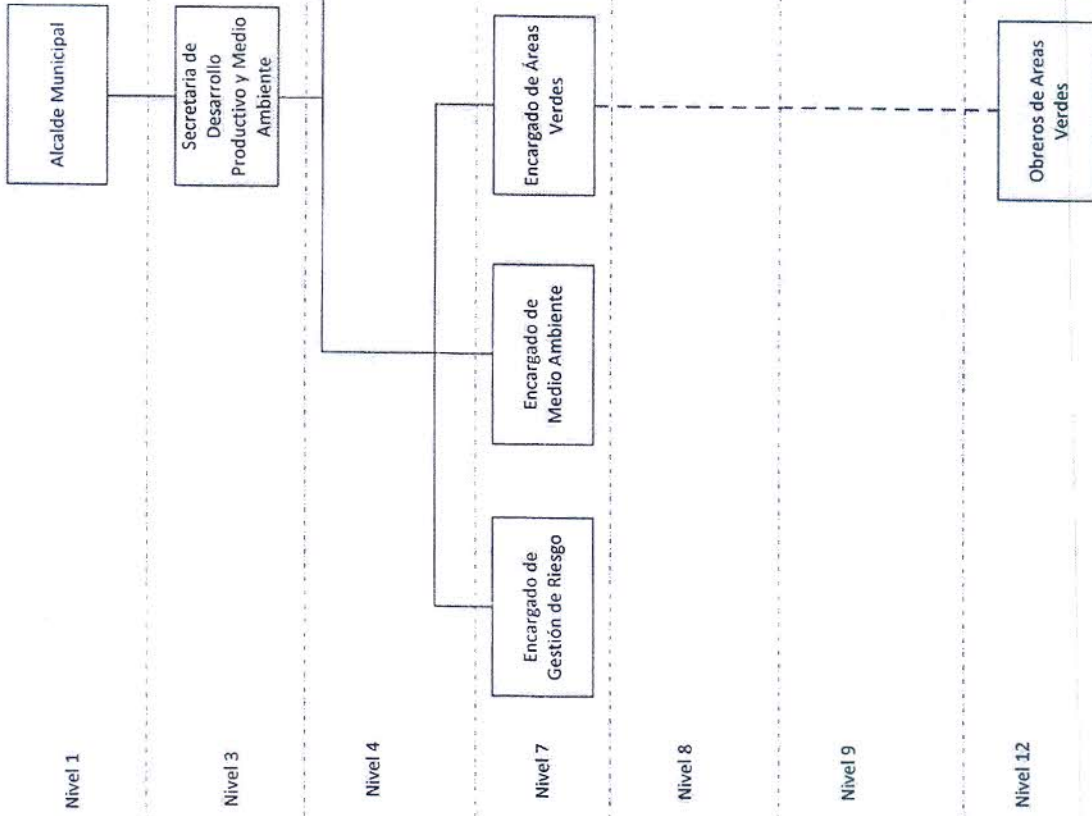 Nivel 1
Alcalde Municipal
Nivel 3
Secretaria de
Desarrollo
Productivo y Medio
Ambiente
Nivel 4
Nivel 7
Encargado de
Gestión de Riesgo
Encargado de
Medio Ambiente
Encargado de Áreas
Verdes
Nivel 8
Nivel 9
Nivel 12
Obreros de Areas
Verdes